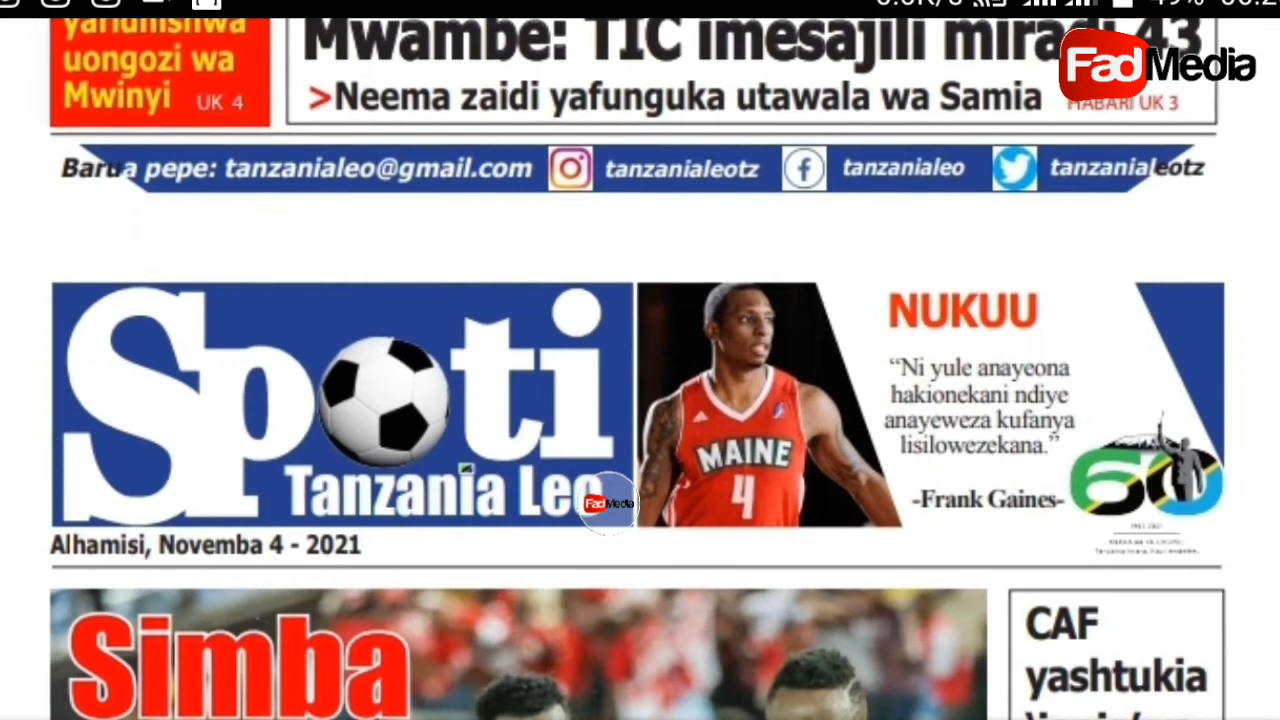 yaridhishwa
uongozi wa
Mwinyi UK 4
Mwambe: TIC imesajili miradi 43
>Neema zaidi yafunguka utawala wa Samia HABARI UK 3
FadMedia
Barua pepe: tanzanialeo@gmail.com tanzanialeotz tanzanialeo tanzanialeotz
Spoti
Tanzania Leo
FadMedia
MAINE
4
NUKUU
“Ni yule anayeona
hakionekani ndiye
anayeweza kufanya
lisilowezekana.”
-Frank Gaines-
60
Alhamisi, Novemba 4 - 2021
Simba
CAF
yashtukia